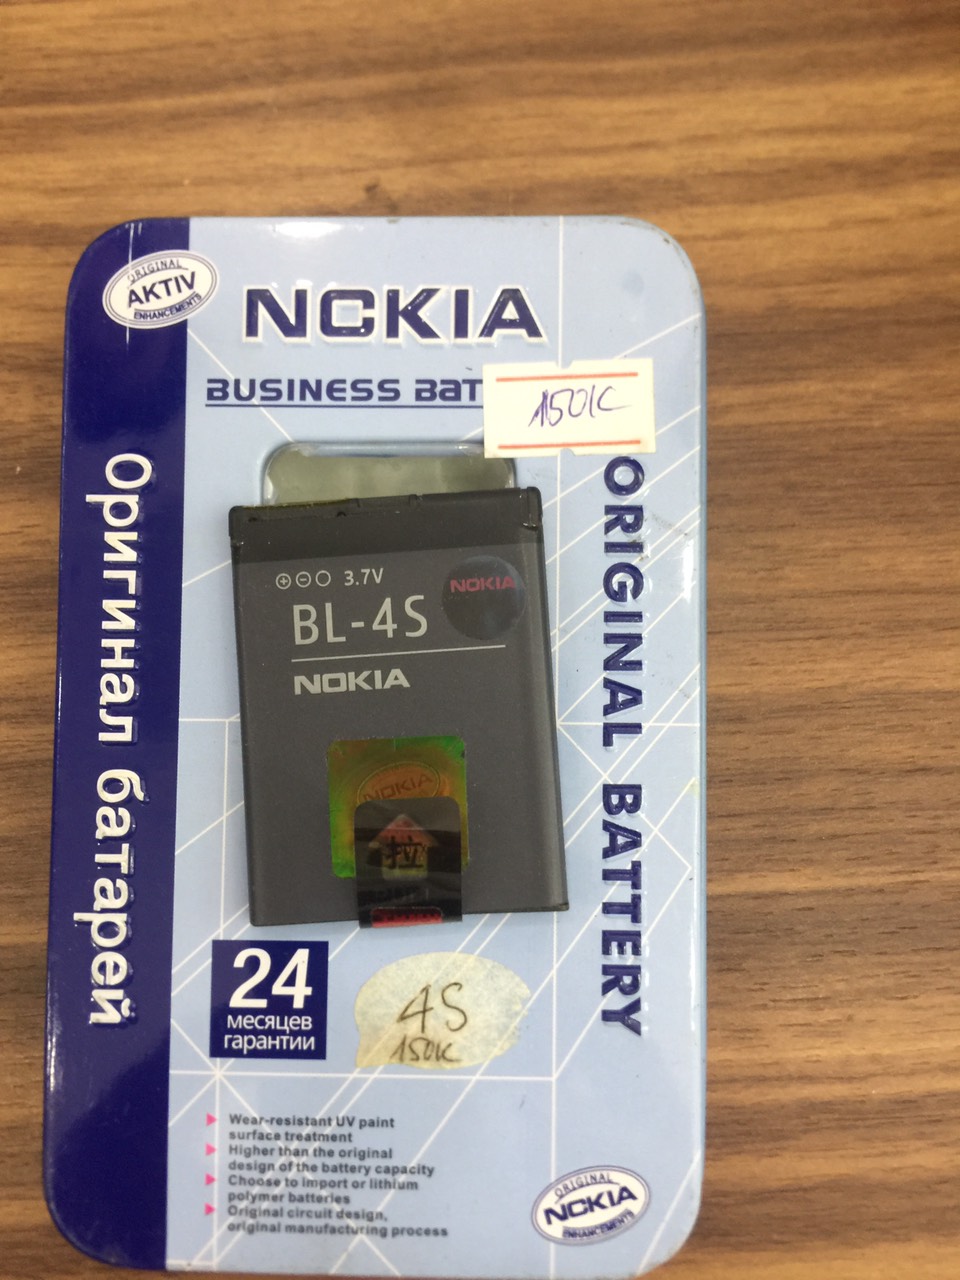 ORIGINAL
AKTIV
ENHANCEMENTS
NCKIA
BUSINESS BAT
150K
Оригинал батарей
ORIGINAL BATTERY
3.7V
NOKIA
BL-4S
NOKIA
NOKIA
24
месяцев
гарантии
4S
150K
Wear-resistant UV paint
surface treatment
Higher than the original
design of the battery capacity
Choose to import or lithium
polymer batteries
Original circuit design,
original manufacturing process
ORIGINAL
NCKIA
ENHANCEMENTS